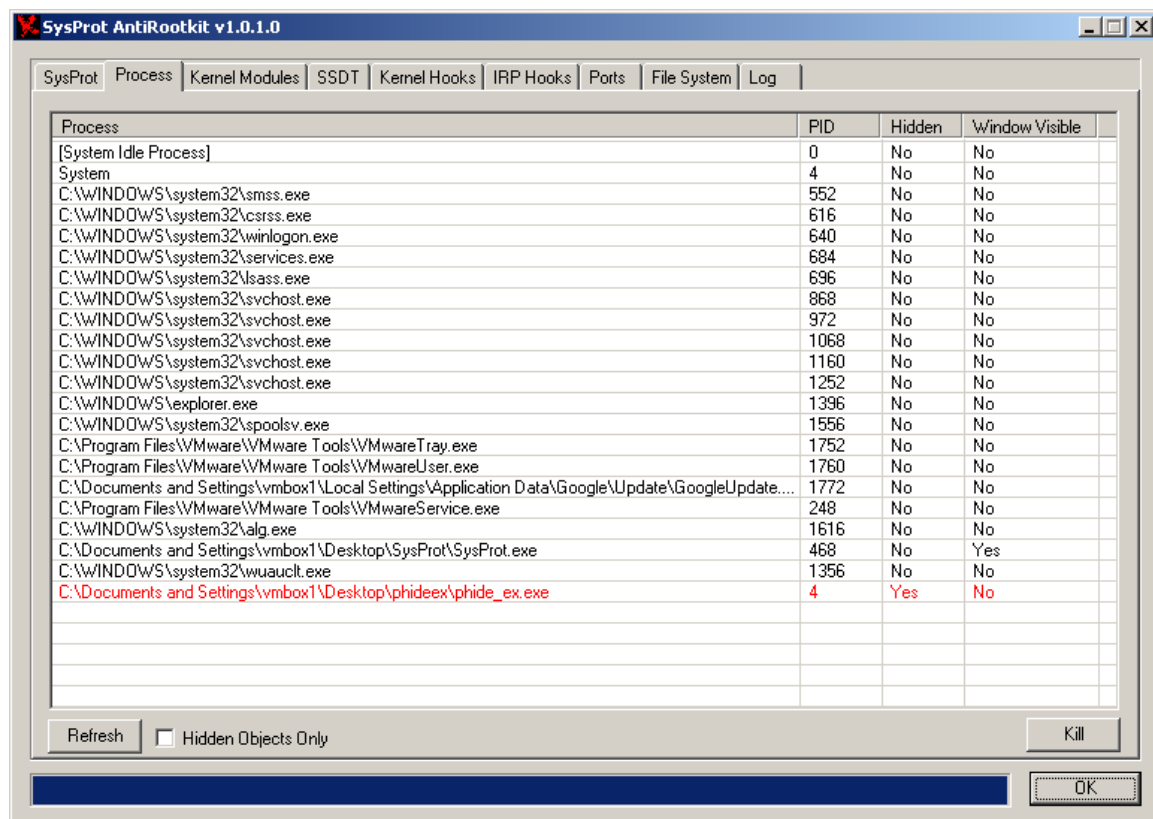 SysProt AntiRootkit v1.0.1.0
SysProt Process Kernel Modules SSDT Kernel Hooks IRP Hooks Ports File System Log
Process PID Hidden Window Visible
[System Idle Process] 0 No No
System 4 No No
C:\WINDOWS\system32\smss.exe 552 No No
C:\WINDOWS\system32\csrss.exe 616 No No
C:\WINDOWS\system32\winlogon.exe 640 No No
C:\WINDOWS\system32\services.exe 684 No No
C:\WINDOWS\system32\lsass.exe 696 No No
C:\WINDOWS\system32\svchost.exe 868 No No
C:\WINDOWS\system32\svchost.exe 972 No No
C:\WINDOWS\system32\svchost.exe 1068 No No
C:\WINDOWS\system32\svchost.exe 1160 No No
C:\WINDOWS\system32\svchost.exe 1252 No No
C:\WINDOWS\explorer.exe 1396 No No
C:\WINDOWS\system32\spoolsv.exe 1556 No No
C:\Program Files\VMware\VMware Tools\VMwareTray.exe 1752 No No
C:\Program Files\VMware\VMware Tools\VMwareUser.exe 1760 No No
C:\Documents and Settings\vmbox1\Local Settings\Application Data\Google\Update\GoogleUpdate.... 1772 No No
C:\Program Files\VMware\VMware Tools\VMwareService.exe 248 No No
C:\WINDOWS\system32\alg.exe 1616 No No
C:\Documents and Settings\vmbox1\Desktop\SysProt\SysProt.exe 468 No Yes
C:\WINDOWS\system32\wuauclt.exe 1356 No No
C:\Documents and Settings\vmbox1\Desktop\phideex\phide_ex.exe 4 Yes No
Refresh Hidden Objects Only Kill
OK